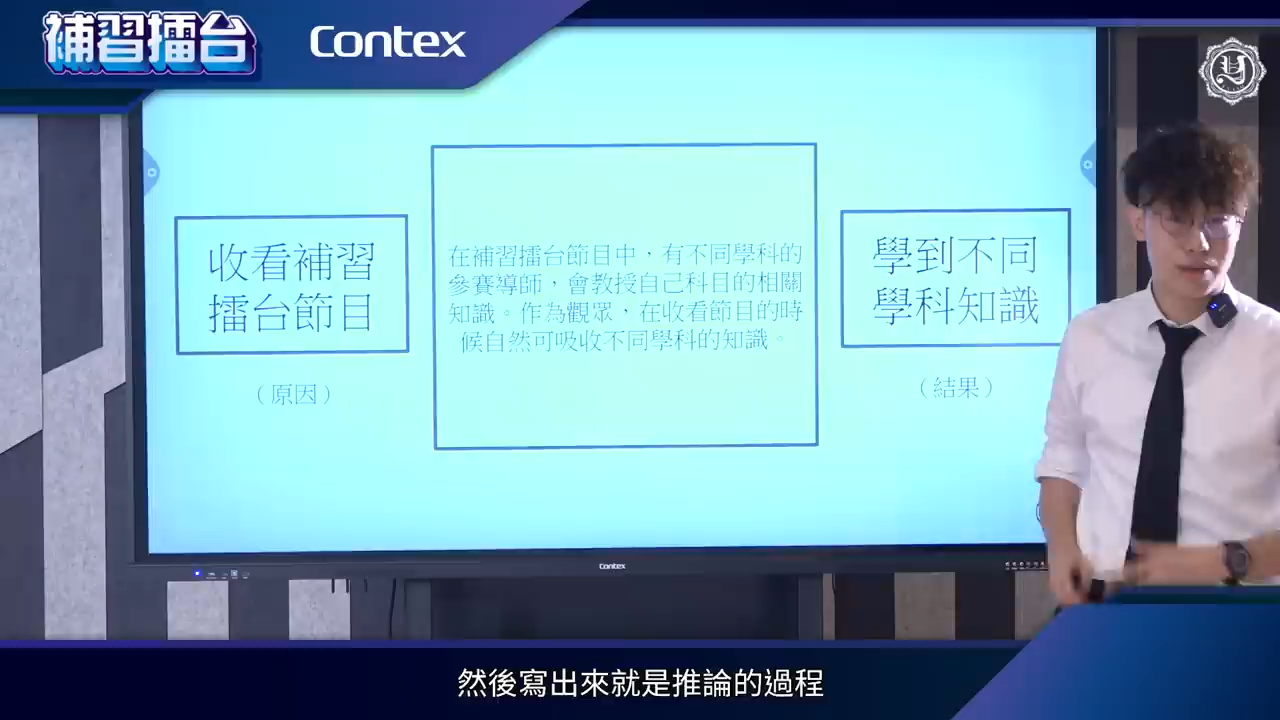 補習擂台
Contex
收看補習
擂台節目
（原因）
在補習擂台節目中，有不同學科的
參賽導師，會教授自己科目的相關
知識。作為觀眾，在收看節目的時
候自然可吸收不同學科的知識。
學到不同
學科知識
（結果）
Contex
然後寫出來就是推論的過程